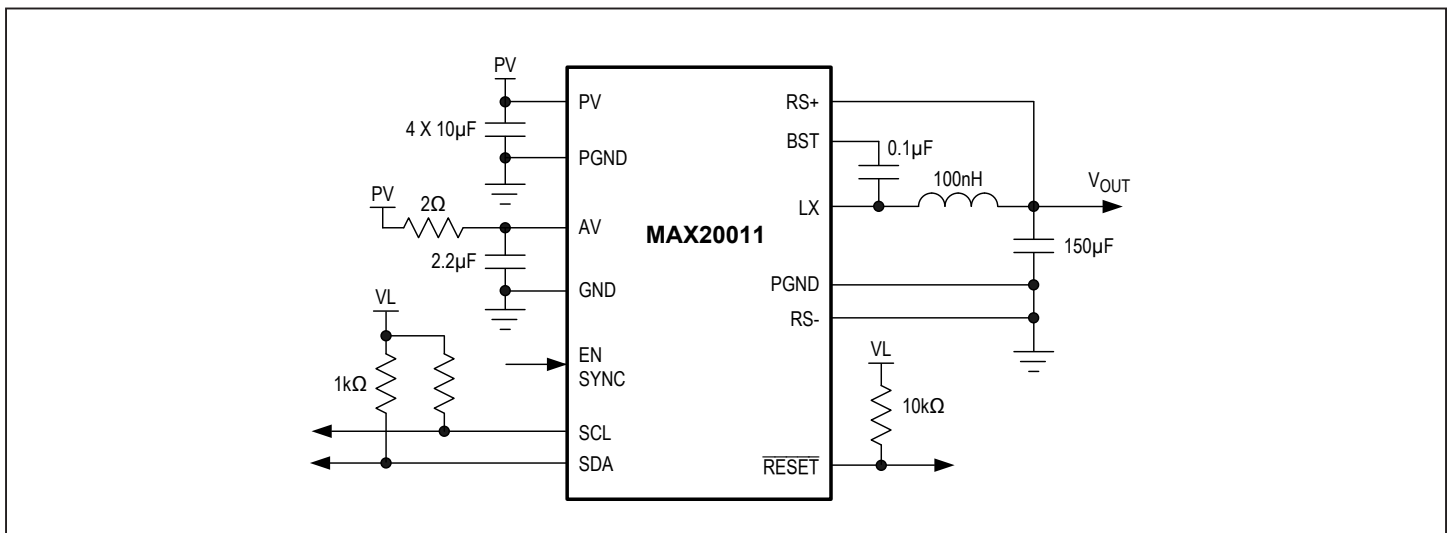 PV
PV
4 X 10µF
PGND
PV
2Ω
AV
2.2µF
GND
VL
1kΩ
EN
SYNC
SCL
SDA
MAX20011
RS+
BST
0.1µF
100nH
LX
VOUT
150µF
PGND
RS-
VL
10kΩ
RESET